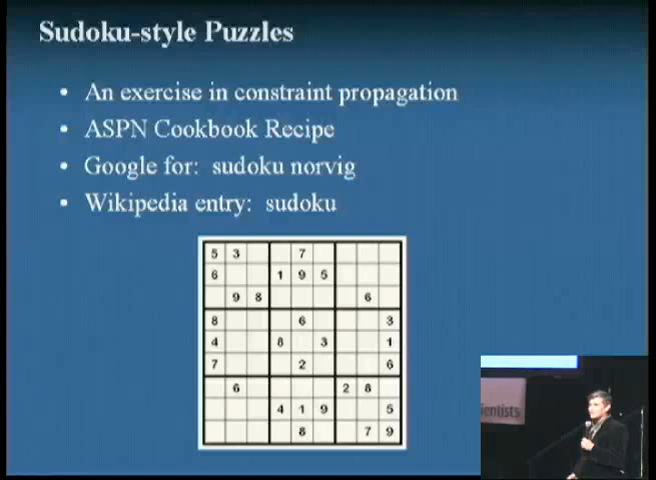 Sudoku-style Puzzles
• An exercise in constraint propagation
• ASPN Cookbook Recipe
• Google for: sudoku norvig
• Wikipedia entry: sudoku
5 3 7
6 1 9 5
9 8 6
8 6 3
4 8 3 1
7 2 6
6 2 8
4 1 9 5
8 7 9